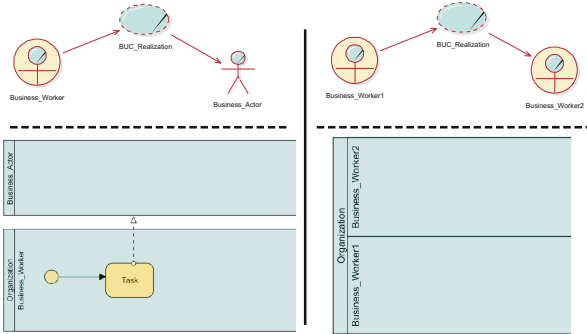 BUC_Realization
Business_Worker
Business_Actor
BUC_Realization
Business_Worker1
Business_Worker2
Business_Actor
Organization
Business_Worker
Task
Organization
Business_Worker2
Business_Worker1